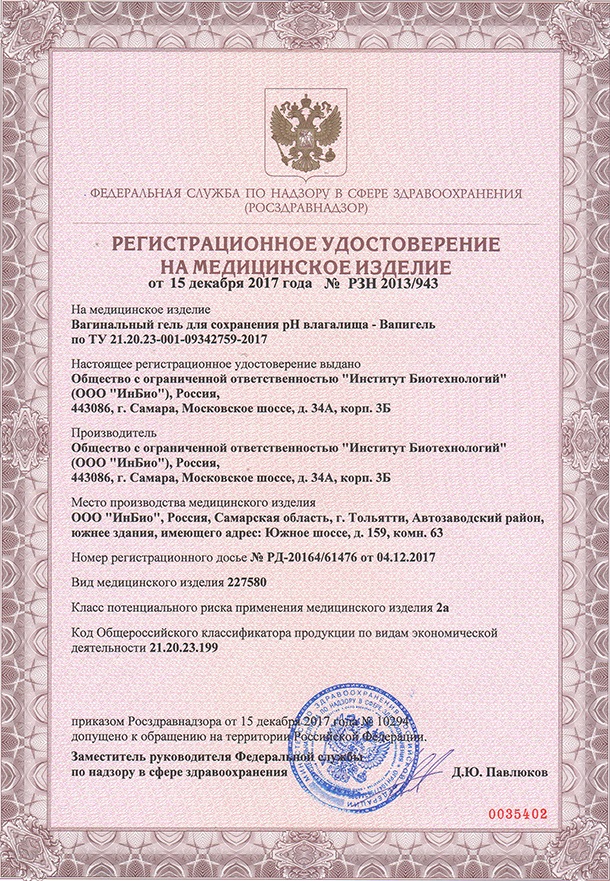 ФЕДЕРАЛЬНАЯ СЛУЖБА ПО НАДЗОРУ В СФЕРЕ ЗДРАВООХРАНЕНИЯ
(РОСЗДРАВНАДЗОР)
РЕГИСТРАЦИОННОЕ УДОСТОВЕРЕНИЕ
НА МЕДИЦИНСКОЕ ИЗДЕЛИЕ
от 15 декабря 2017 года № РЗН 2013/943
На медицинское изделие
Вагинальный гель для сохранения pH влагалища - Вапигель
по ТУ 21.20.23-001-09342759-2017
Настоящее регистрационное удостоверение выдано
Общество с ограниченной ответственностью "Институт Биотехнологий"
(ООО "ИнБио"), Россия,
443086, г. Самара, Московское шоссе, д. 34А, корп. 3Б
Производитель
Общество с ограниченной ответственностью "Институт Биотехнологий"
(ООО "ИнБио"), Россия,
443086, г. Самара, Московское шоссе, д. 34А, корп. 3Б
Место производства медицинского изделия
ООО "ИнБио", Россия, Самарская область, г. Тольятти, Автозаводский район,
южнее здания, имеющего адрес: Южное шоссе, д. 159, комн. 63
Номер регистрационного досье № РД-20164/61476 от 04.12.2017
Вид медицинского изделия 227580
Класс потенциального риска применения медицинского изделия 2а
Код Общероссийского классификатора продукции по видам экономической
деятельности 21.20.23.199
приказом Росздравнадзора от 15 декабря 2017 года № 10294
допущено к обращению на территории Российской Федерации.
Заместитель руководителя Федеральной службы
по надзору в сфере здравоохранения
Д.Ю. Павлюков
0035402